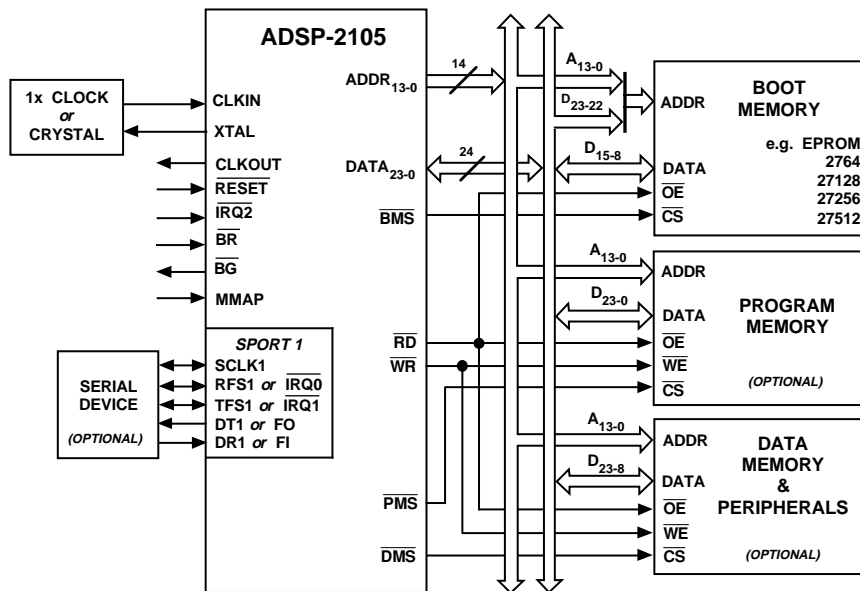 ADSP-2105
1x CLOCK
or
CRYSTAL
CLKIN
XTAL
CLKOUT
RESET
IRQ2
BR
BG
MMAP
SPORT 1
SCLK1
RFS1 or IRQ0
TFS1 or IRQ1
DT1 or FO
DR1 or FI
SERIAL
DEVICE
(OPTIONAL)
ADDR13-0
14
DATA23-0
24
BMS
RD
WR
PMS
DMS
A13-0
D23-22
D15-8
ADDR
DATA
OE
CS
BOOT
MEMORY
e.g. EPROM
2764
27128
27256
27512
A13-0
D23-0
ADDR
DATA
OE
WE
CS
PROGRAM
MEMORY
(OPTIONAL)
A13-0
D23-8
ADDR
DATA
OE
WE
CS
DATA
MEMORY
&
PERIPHERALS
(OPTIONAL)